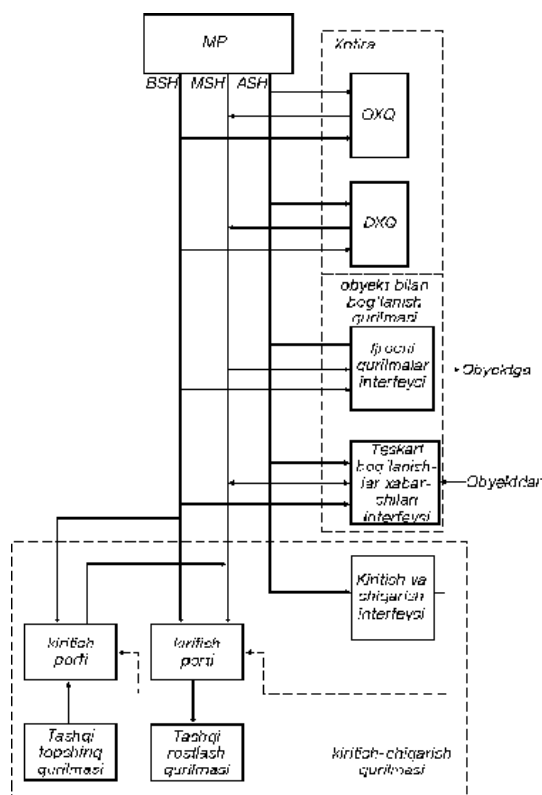 MP
BSH MSH ASH
Xotira
OXQ
DXQ
obyekt bilan
bog'lanish
qurilmasi
Ijrochi
qurilmalar
interfeysi
Obyektga
Teskari
bog'lanish-
lar xabar-
chilari
interfeysi
Obyektdan
Kiritish va
chiqarish
interfeysi
kiritish
porti
kiritish
porti
Tashqi
topshiriq
qurilmasi
Tashqi
rostlash
qurilmasi
kiritish-chiqarish
qurilmasi